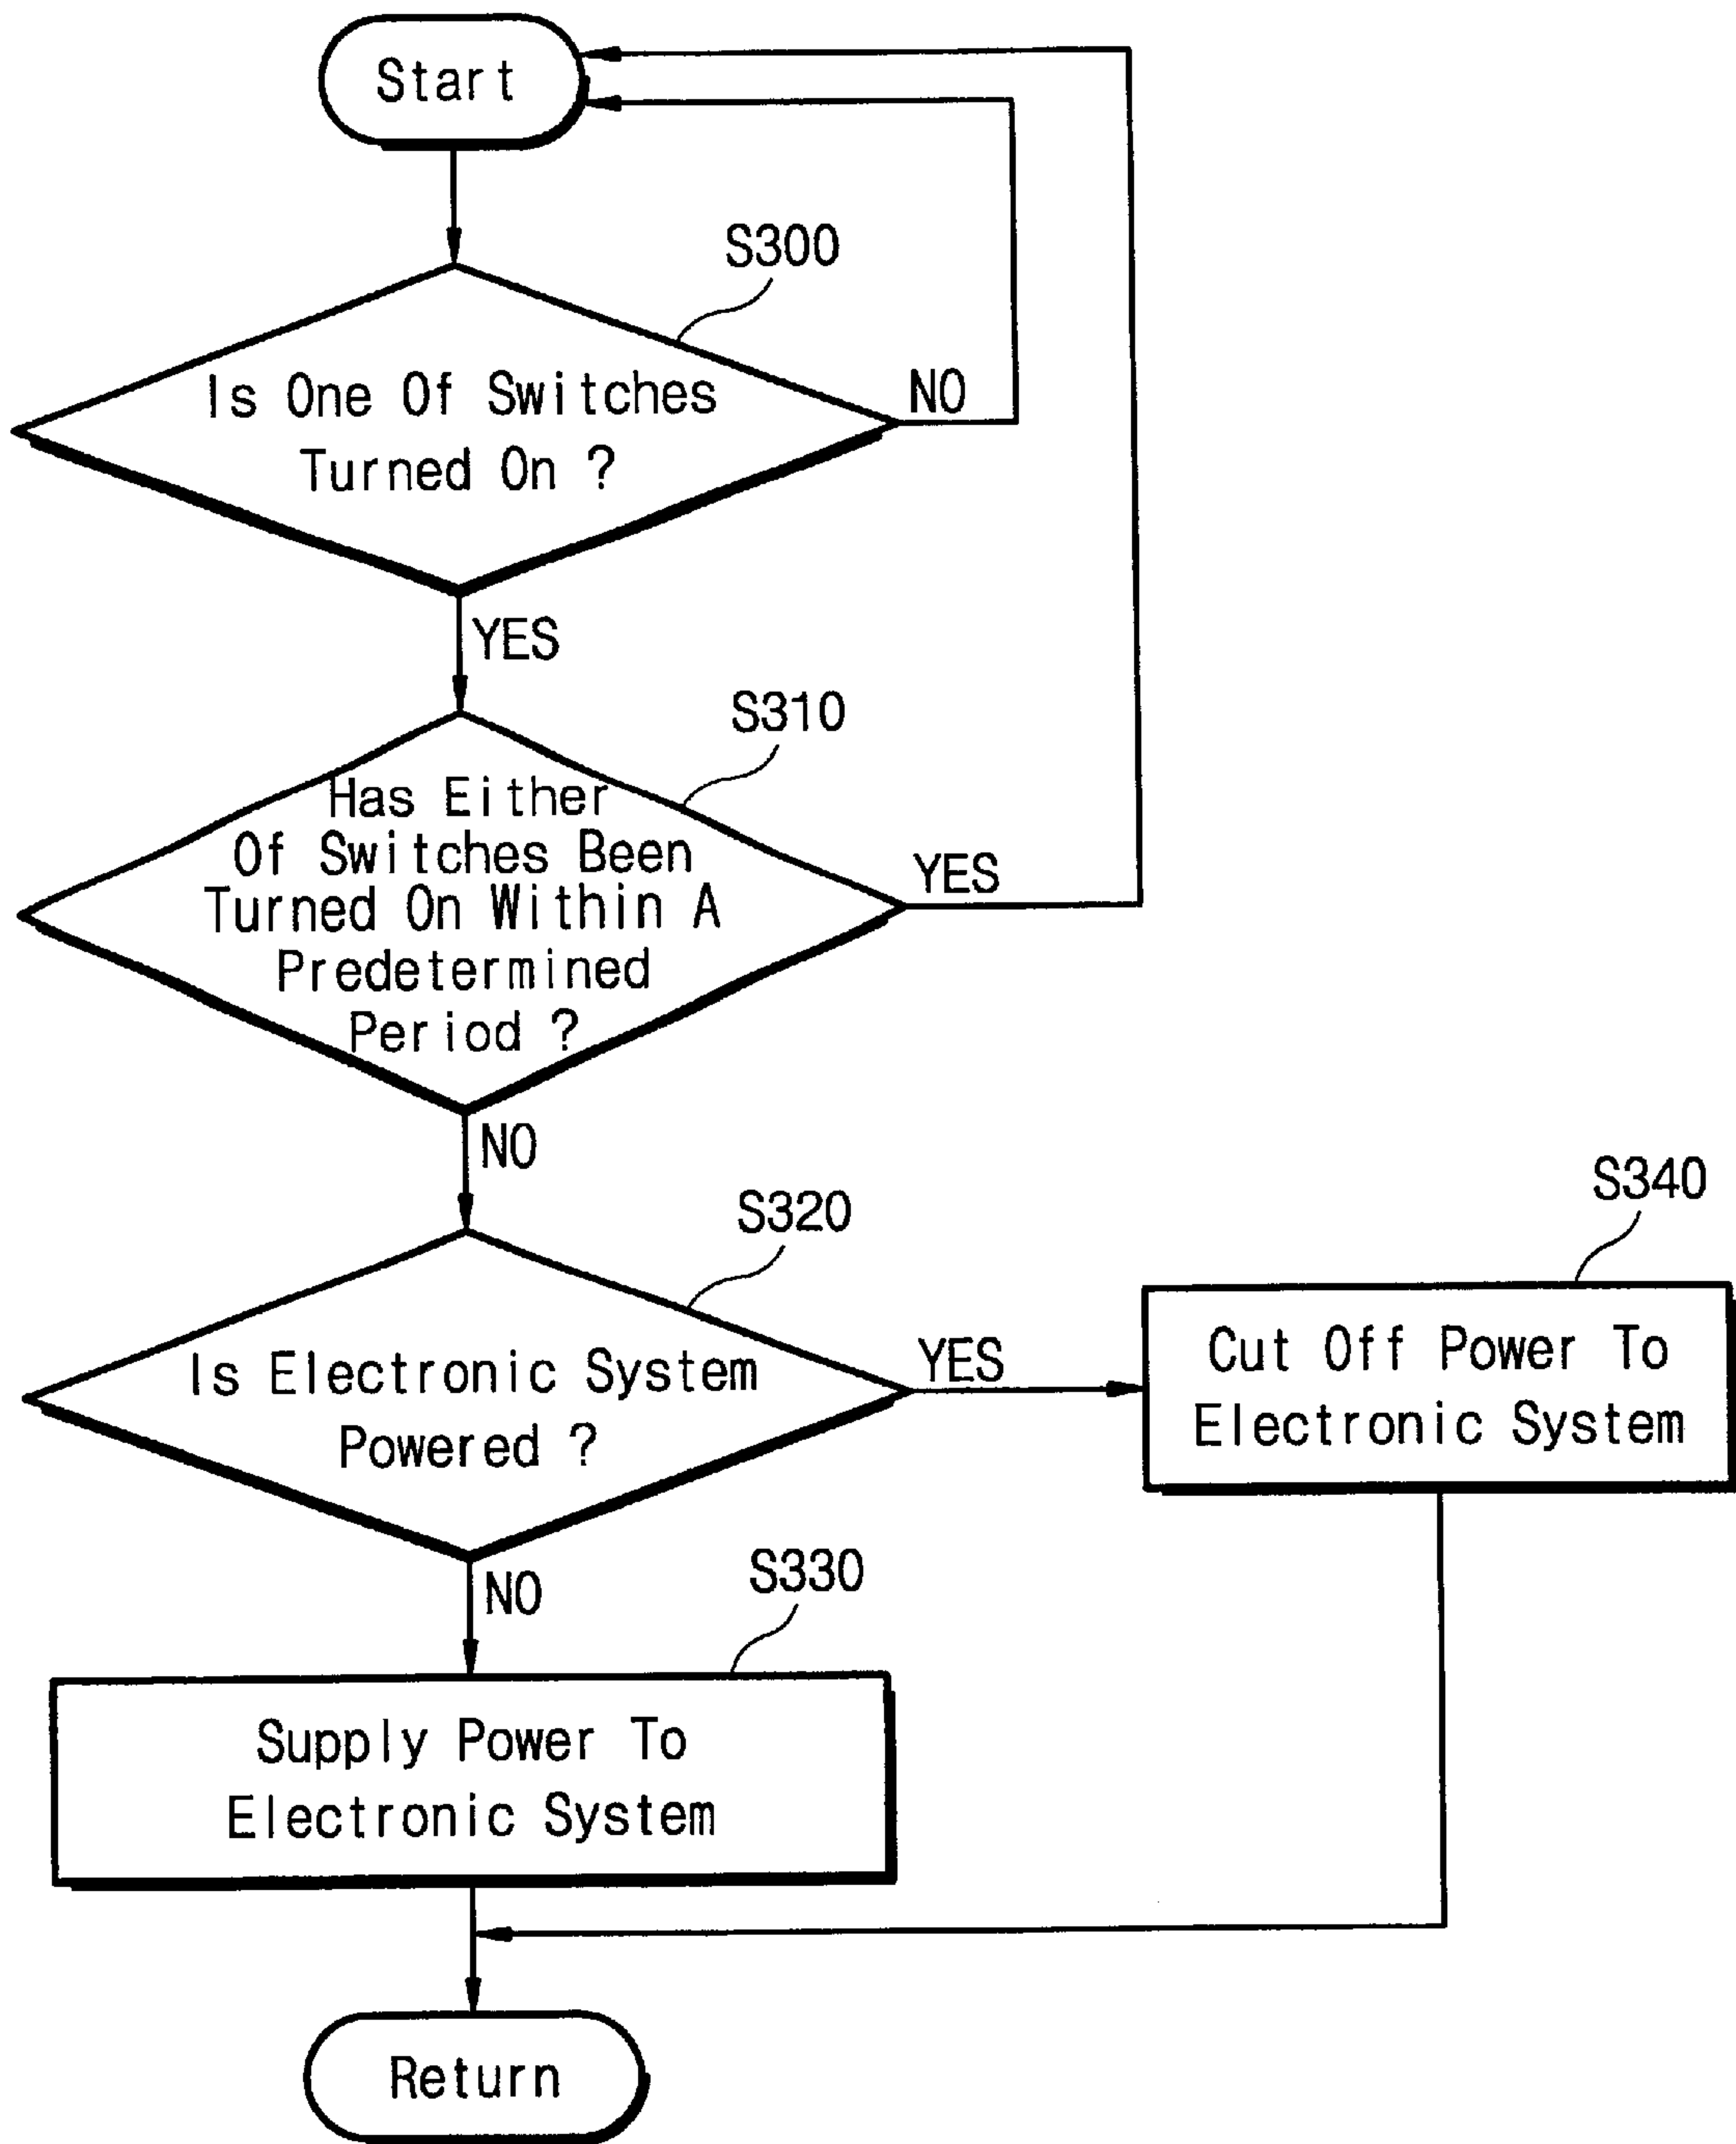 Start
S300
Is One Of Switches
Turned On ?
NO
YES
S310
Has Either
Of Switches Been
Turned On Within A
Predetermined
Period ?
YES
NO
S320
Is Electronic System
Powered ?
YES
S340
Cut Off Power To
Electronic System
NO
S330
Supply Power To
Electronic System
Return